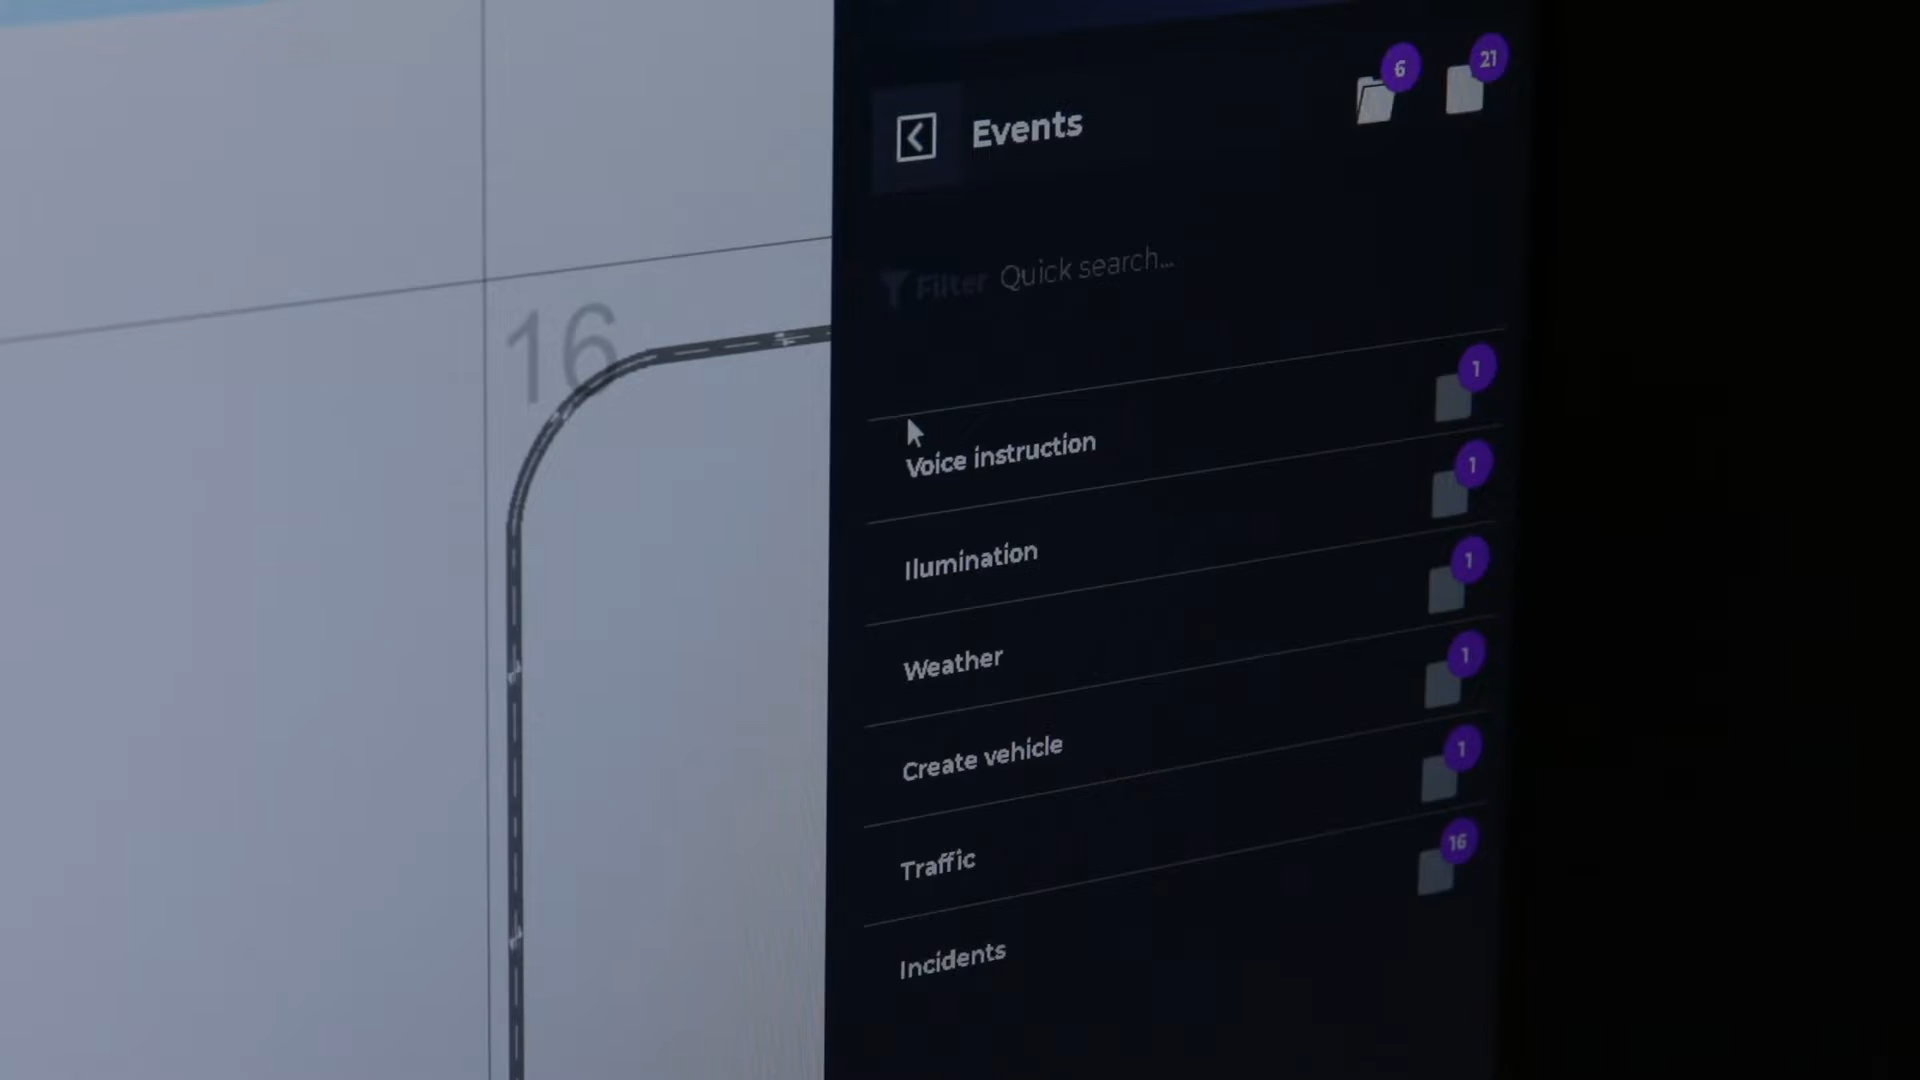 6
21
Events
Filter Quick search...
16
1
Voice instruction
1
Ilumination
1
Weather
1
Create vehicle
1
Traffic
16
Incidents